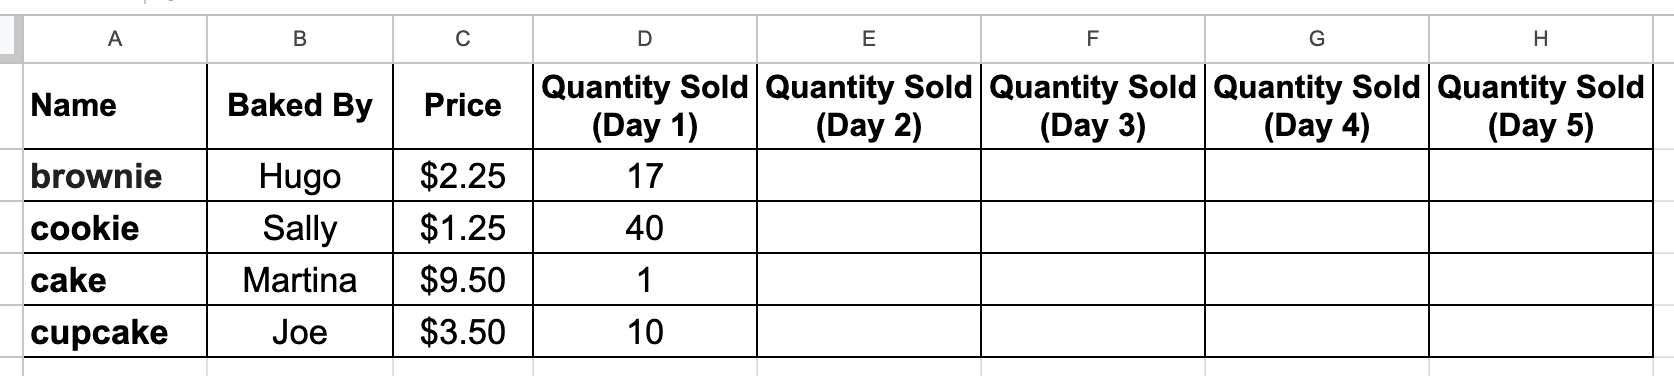 A B C D E F G H
Name Baked By Price Quantity Sold (Day 1) Quantity Sold (Day 2) Quantity Sold (Day 3) Quantity Sold (Day 4) Quantity Sold (Day 5)
brownie Hugo $2.25 17
cookie Sally $1.25 40
cake Martina $9.50 1
cupcake Joe $3.50 10